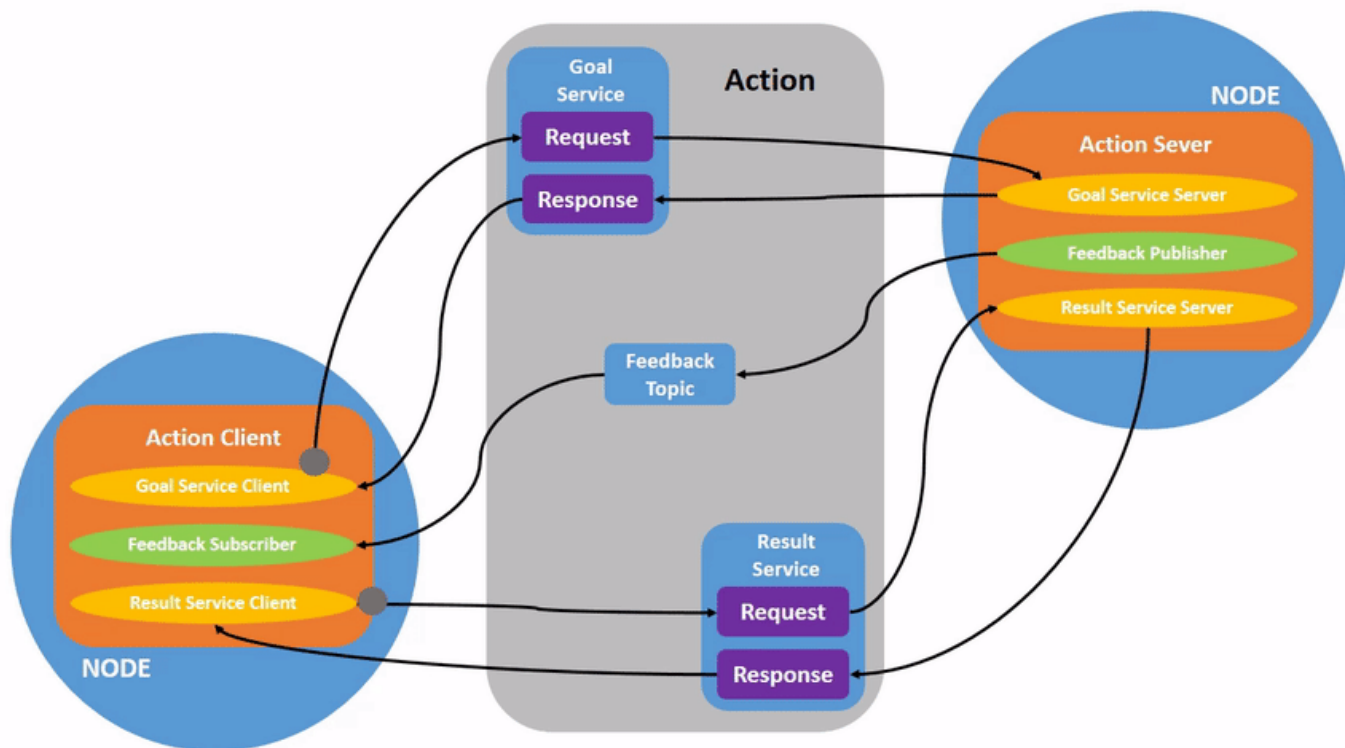 Goal
Service
Request
Response
Action
NODE
Action Sever
Goal Service Server
Feedback Publisher
Result Service Server
Feedback
Topic
Action Client
Goal Service Client
Feedback Subscriber
Result Service Client
NODE
Result
Service
Request
Response